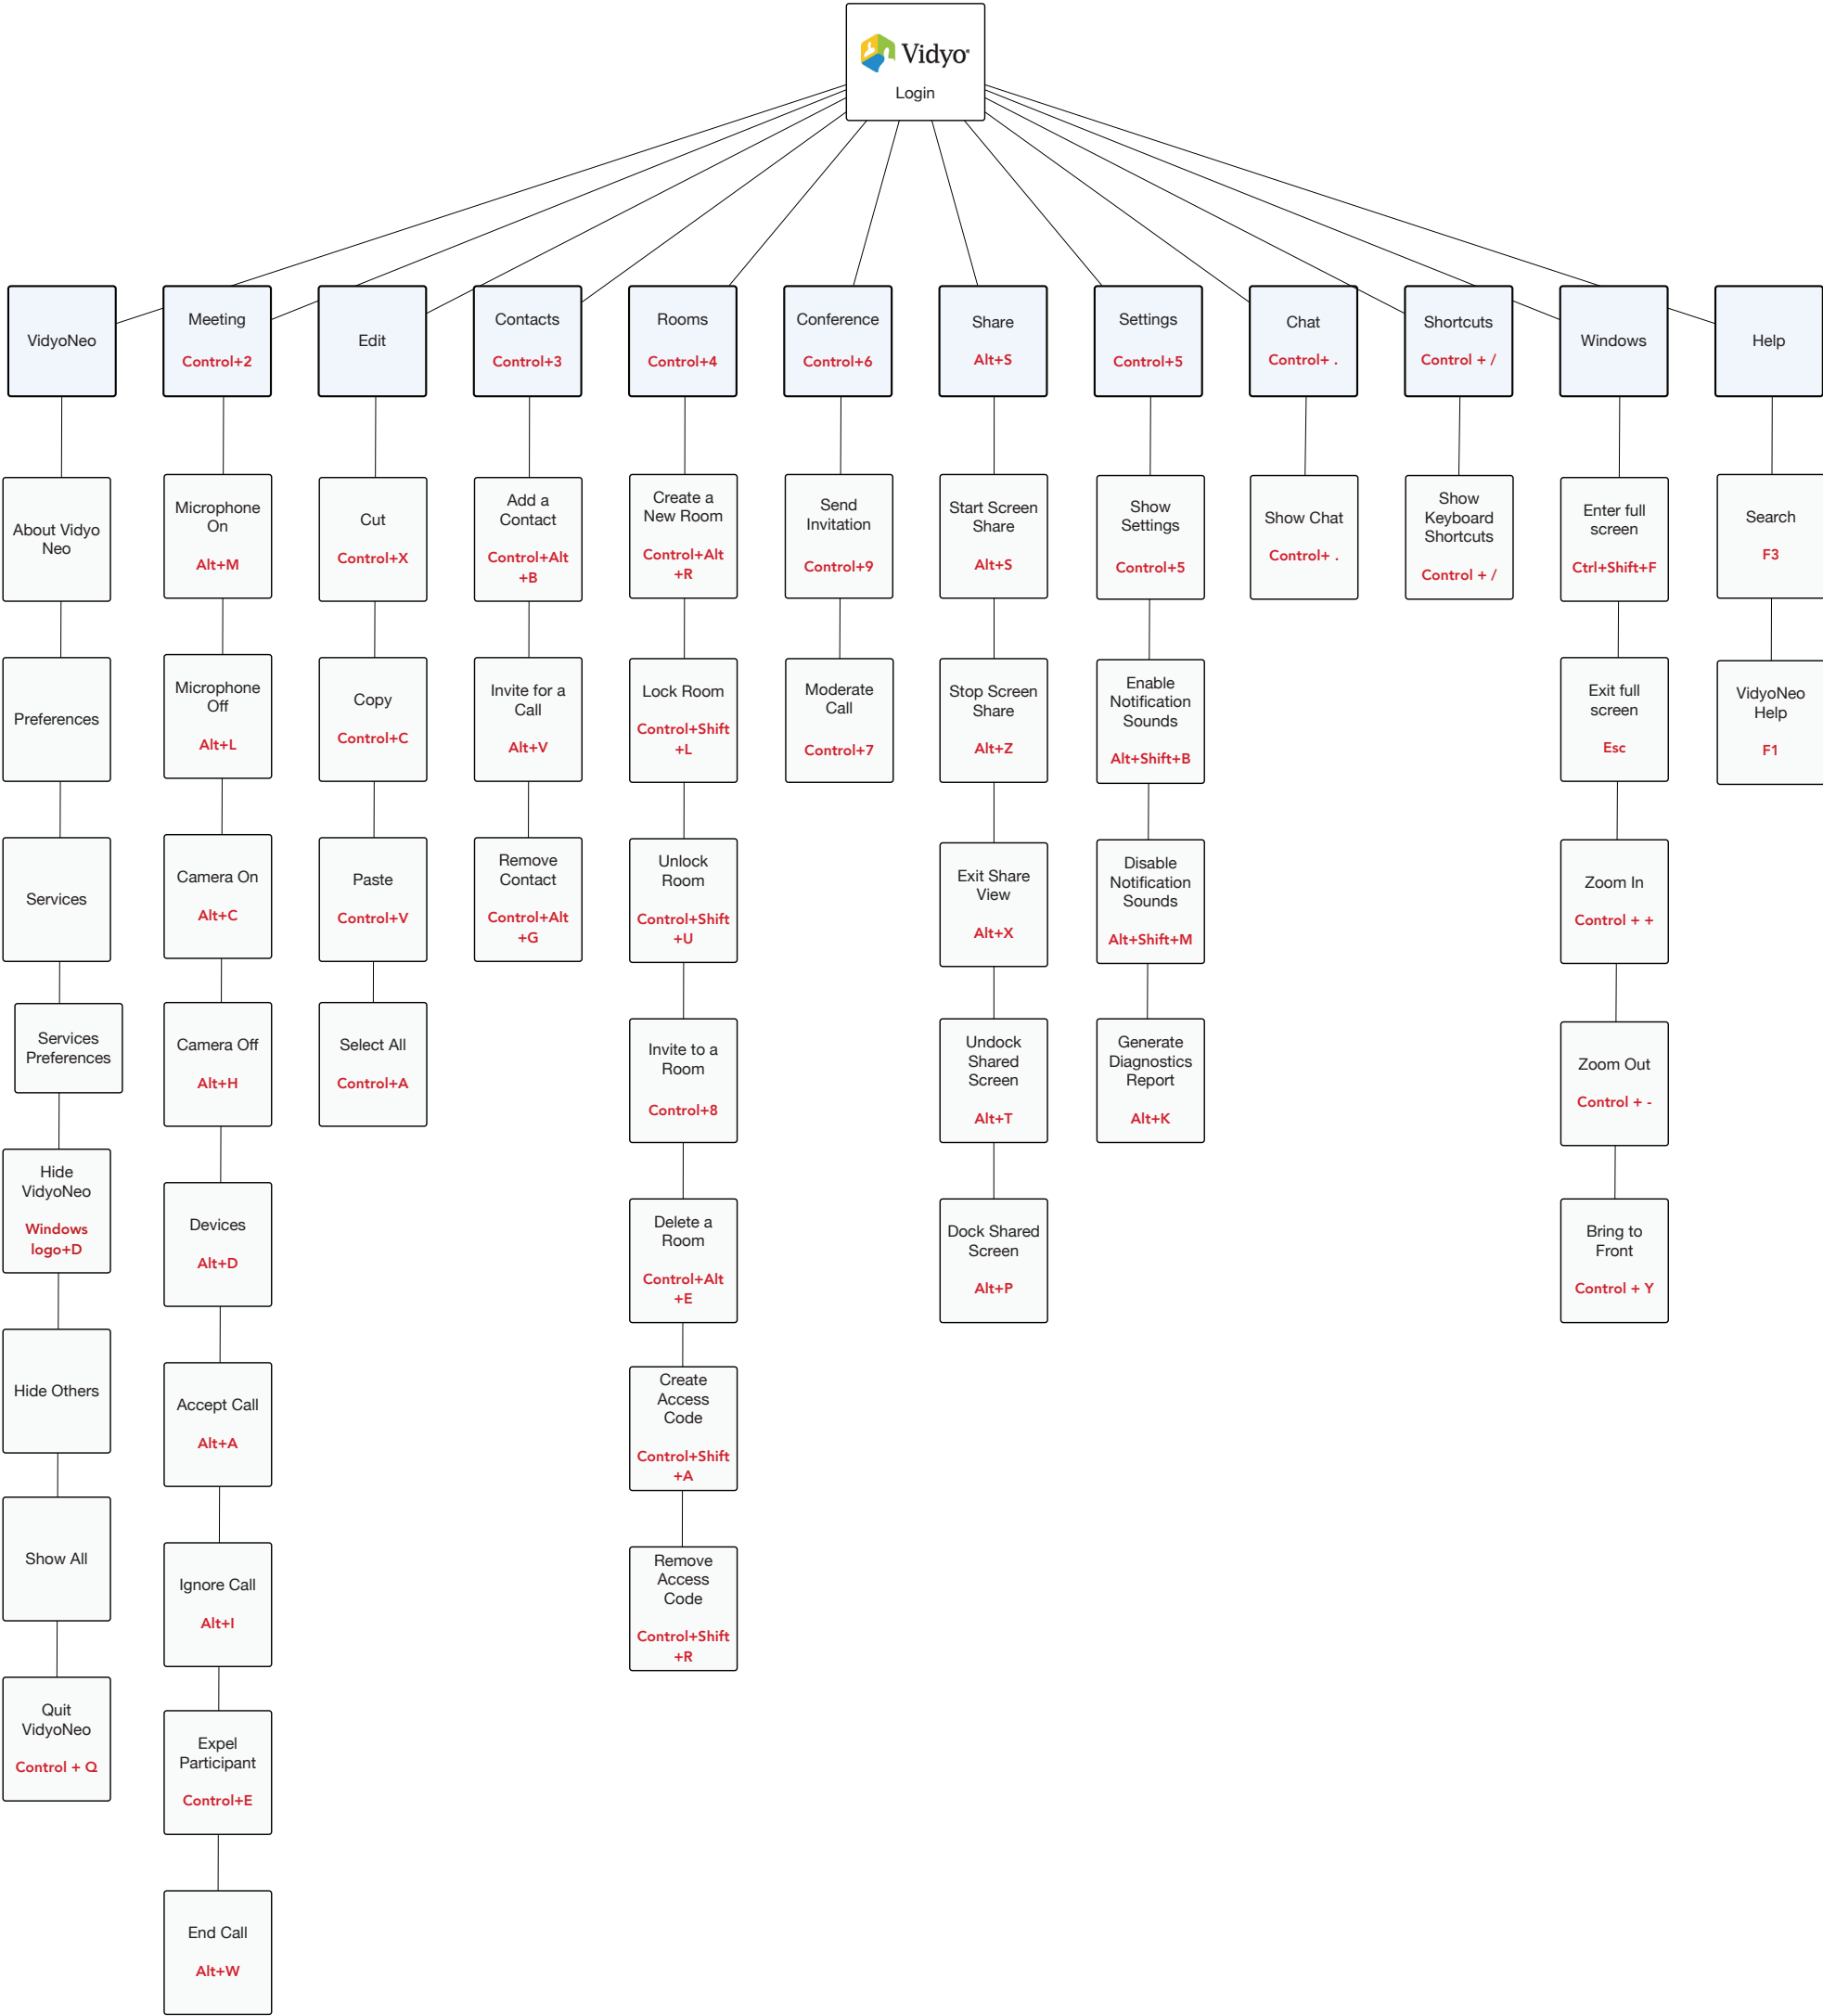 Vidyo®
Login
VidyoNeo
Meeting
Control+2
Edit
Contacts
Control+3
Rooms
Control+4
Conference
Control+6
Share
Alt+S
Settings
Control+5
Chat
Control+ .
Shortcuts
Control + /
Windows
Help
About Vidyo
Neo
Preferences
Services
Services
Preferences
Hide
VidyoNeo
Windows
logo+D
Hide Others
Show All
Quit
VidyoNeo
Control + Q
Microphone
On
Alt+M
Microphone
Off
Alt+L
Camera On
Alt+C
Camera Off
Alt+H
Devices
Alt+D
Accept Call
Alt+A
Ignore Call
Alt+I
Expel
Participant
Control+E
End Call
Alt+W
Cut
Control+X
Copy
Control+C
Paste
Control+V
Select All
Control+A
Add a
Contact
Control+Alt
+B
Invite for a
Call
Alt+V
Remove
Contact
Control+Alt
+G
Create a
New Room
Control+Alt
+R
Lock Room
Control+Shift
+L
Unlock
Room
Control+Shift
+U
Invite to a
Room
Control+8
Delete a
Room
Control+Alt
+E
Create
Access
Code
Control+Shift
+A
Remove
Access
Code
Control+Shift
+R
Send
Invitation
Control+9
Moderate
Call
Control+7
Start Screen
Share
Alt+S
Stop Screen
Share
Alt+Z
Exit Share
View
Alt+X
Undock
Shared
Screen
Alt+T
Dock Shared
Screen
Alt+P
Show
Settings
Control+5
Enable
Notification
Sounds
Alt+Shift+B
Disable
Notification
Sounds
Alt+Shift+M
Generate
Diagnostics
Report
Alt+K
Show Chat
Control+ .
Show
Keyboard
Shortcuts
Control + /
Enter full
screen
Ctrl+Shift+F
Exit full
screen
Esc
Zoom In
Control + +
Zoom Out
Control + -
Bring to
Front
Control + Y
Search
F3
VidyoNeo
Help
F1